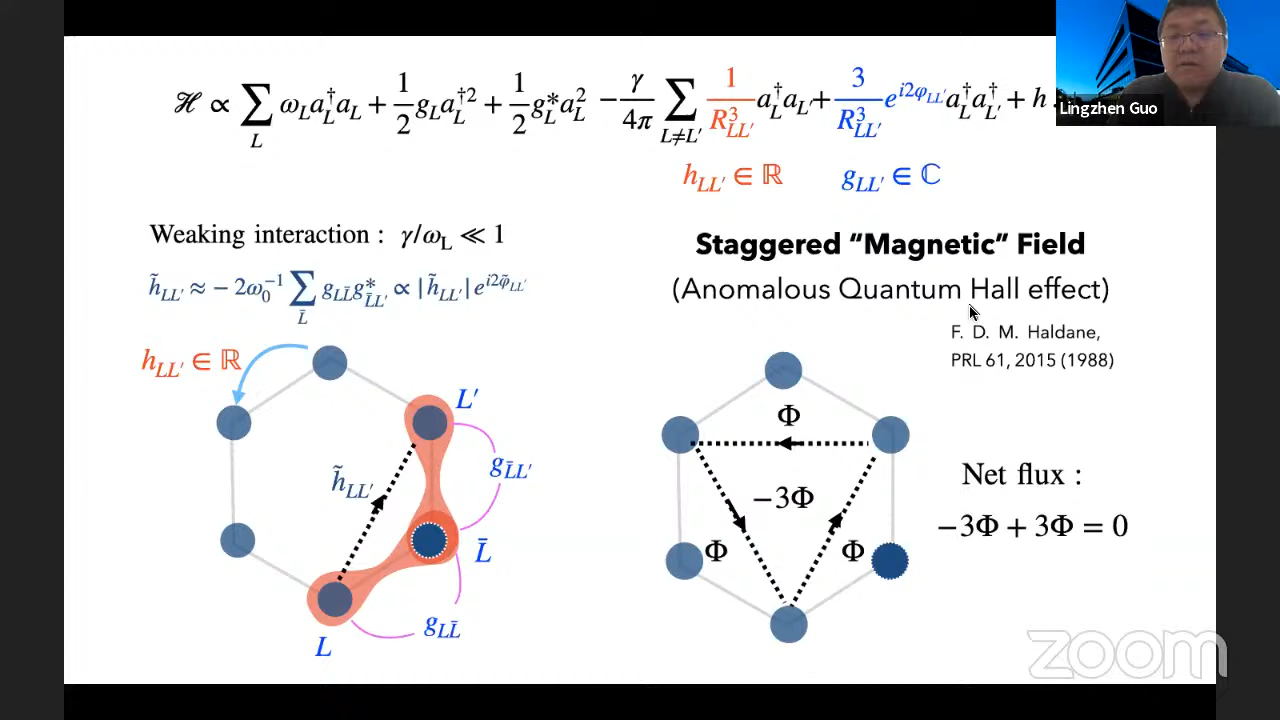 ℋ ∝ ∑_L ω_L a_L^† a_L + 1/2 g_L a_L^{†2} + 1/2 g_L^* a_L^2 − γ/4π ∑_{L≠L′} 1/R_{LL′}^3 a_L^† a_{L′} + 3/R_{LL′}^3 e^{i2φ_{LL′}} a_L^† a_{L′}^† + h.
Lingzhen Guo
h_{LL′} ∈ ℝ g_{LL′} ∈ ℂ
Weaking interaction : γ/ω_L ≪ 1
h̃_{LL′} ≈ − 2ω_0^{−1} ∑_{L̄} g_{LL̄} g_{L̄L′}^* ∝ |h̃_{LL′}| e^{i2φ̃_{LL′}}
h_{LL′} ∈ ℝ
L′
g_{L̄L′}
h̃_{LL′}
L̄
g_{LL̄}
L
Staggered “Magnetic” Field
(Anomalous Quantum Hall effect)
F. D. M. Haldane,
PRL 61, 2015 (1988)
Φ
−3Φ
Φ Φ
Net flux :
−3Φ + 3Φ = 0
zoom